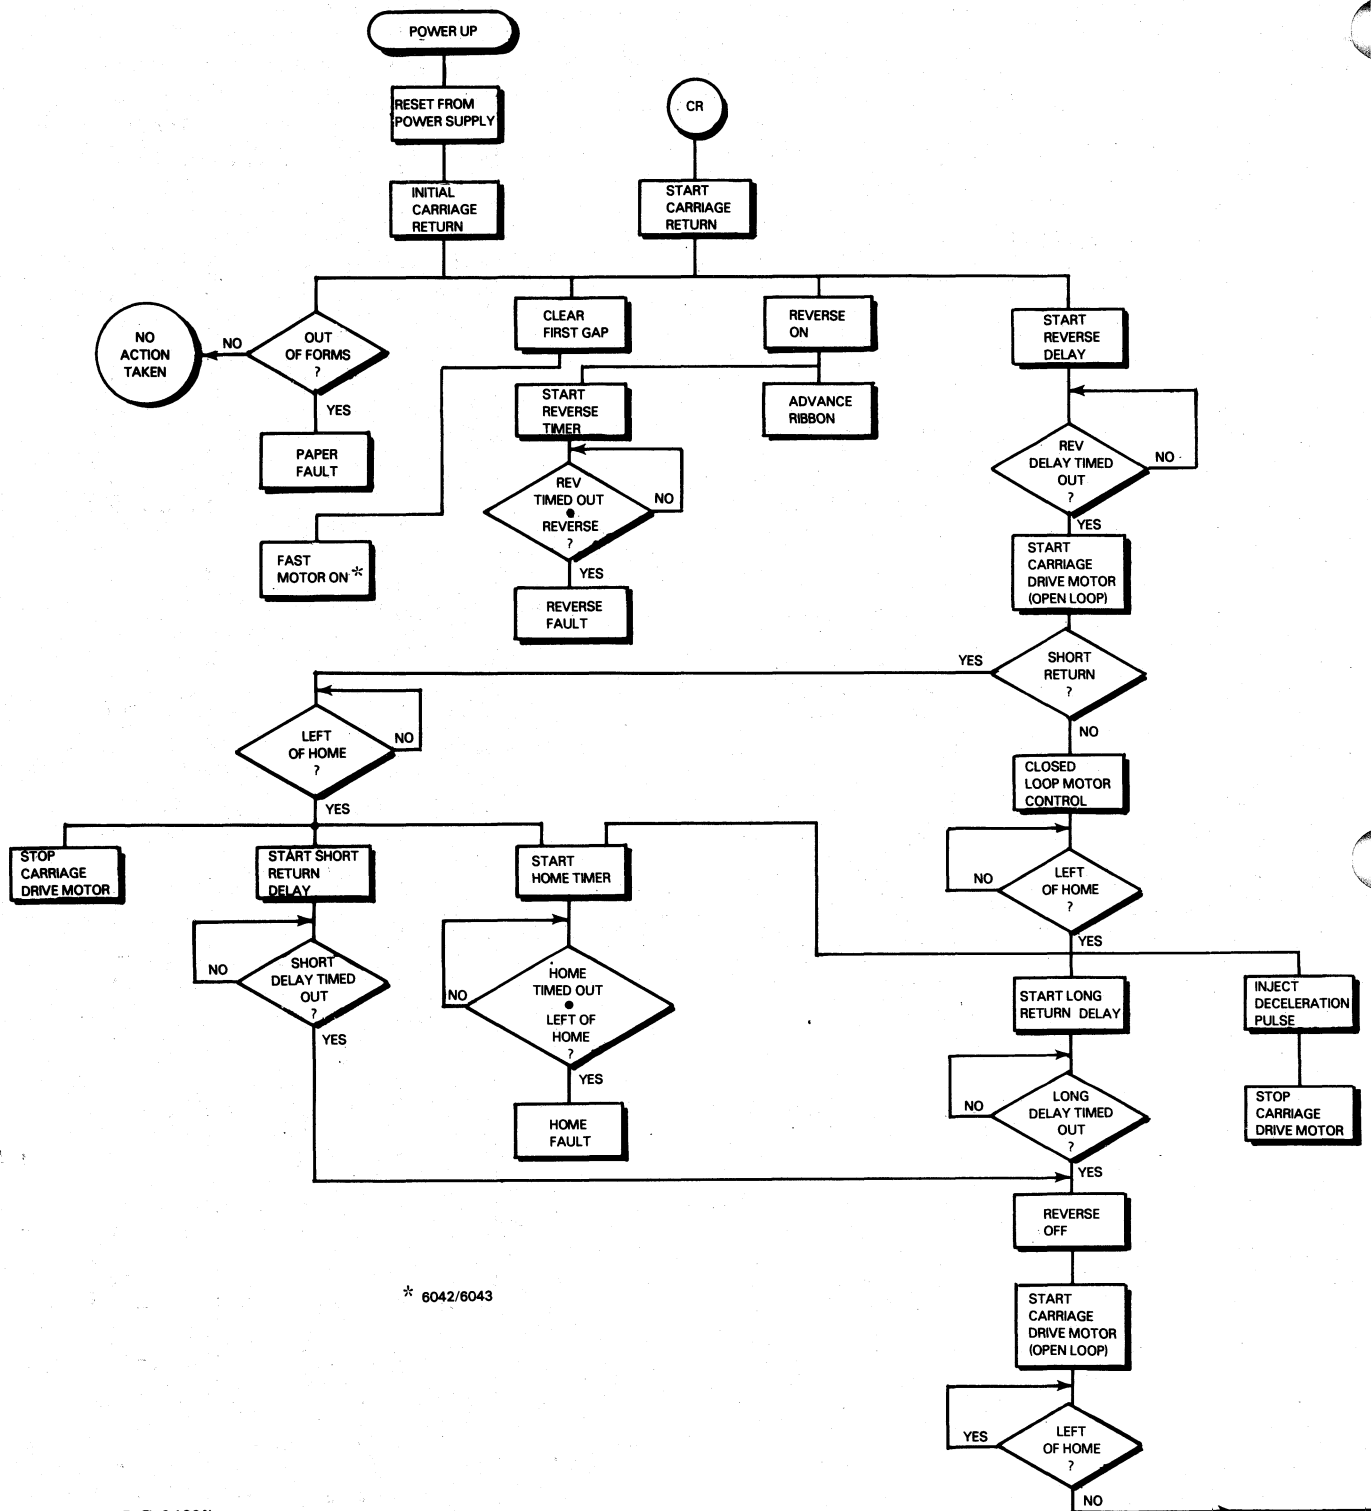 POWER UP
RESET FROM
POWER SUPPLY
CR
INITIAL
CARRIAGE
RETURN
START
CARRIAGE
RETURN
NO
ACTION
TAKEN
NO
OUT
OF FORMS
?
YES
PAPER
FAULT
CLEAR
FIRST GAP
FAST
MOTOR ON *
REVERSE
ON
START
REVERSE
TIMER
ADVANCE
RIBBON
REV
TIMED OUT
•
REVERSE
?
NO
YES
REVERSE
FAULT
START
REVERSE
DELAY
REV
DELAY TIMED
OUT
?
NO
YES
START
CARRIAGE
DRIVE MOTOR
(OPEN LOOP)
YES
SHORT
RETURN
?
NO
LEFT
OF HOME
?
NO
YES
CLOSED
LOOP MOTOR
CONTROL
STOP
CARRIAGE
DRIVE MOTOR
START SHORT
RETURN
DELAY
START
HOME TIMER
NO
LEFT
OF HOME
?
YES
NO
SHORT
DELAY TIMED
OUT
?
YES
NO
HOME
TIMED OUT
•
LEFT OF
HOME
?
YES
HOME
FAULT
START LONG
RETURN DELAY
INJECT
DECELERATION
PULSE
NO
LONG
DELAY TIMED
OUT
?
YES
STOP
CARRIAGE
DRIVE MOTOR
REVERSE
OFF
* 6042/6043
START
CARRIAGE
DRIVE MOTOR
(OPEN LOOP)
YES
LEFT
OF HOME
?
NO